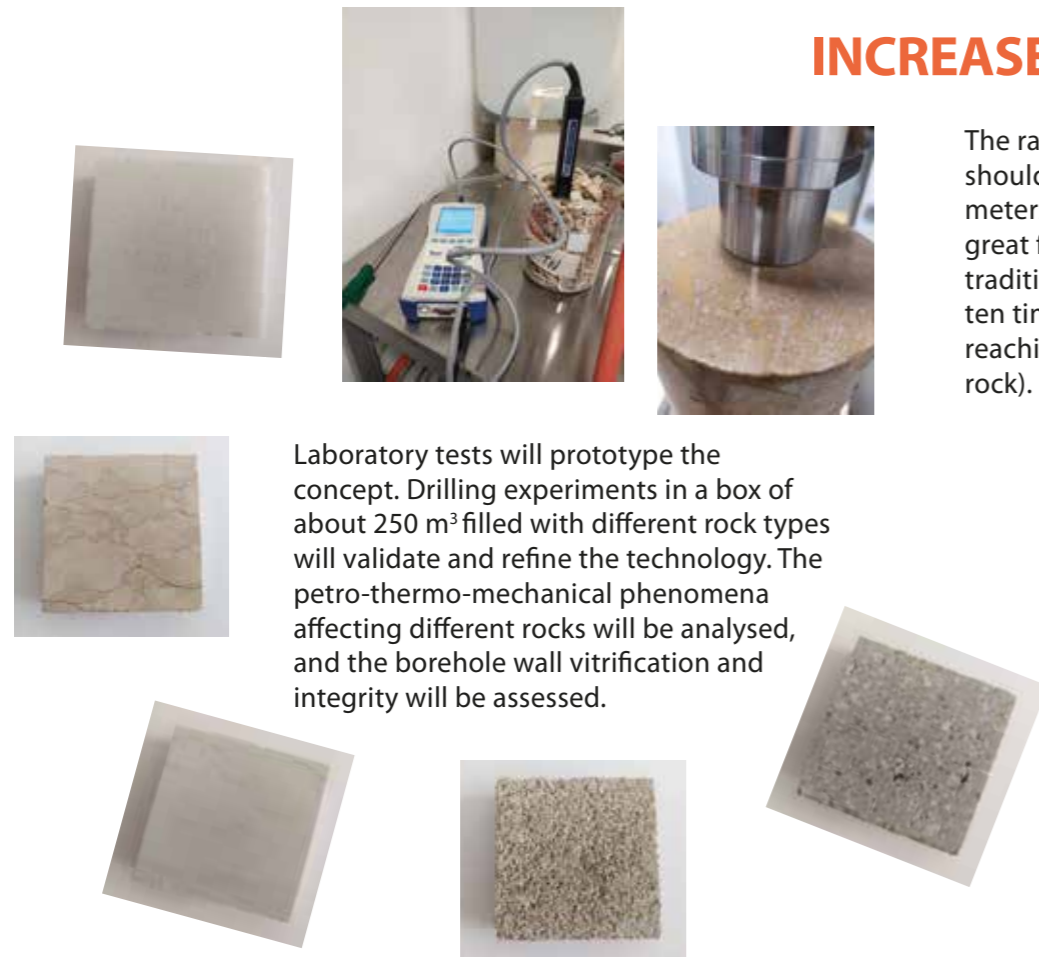 INCREASE
The ra
should
meter
great f
traditi
ten tin
reachi
rock).
Laboratory tests will prototype the
concept. Drilling experiments in a box of
about 250 m³ filled with different rock types
will validate and refine the technology. The
petro-thermo-mechanical phenomena
affecting different rocks will be analysed,
and the borehole wall vitrification and
integrity will be assessed.